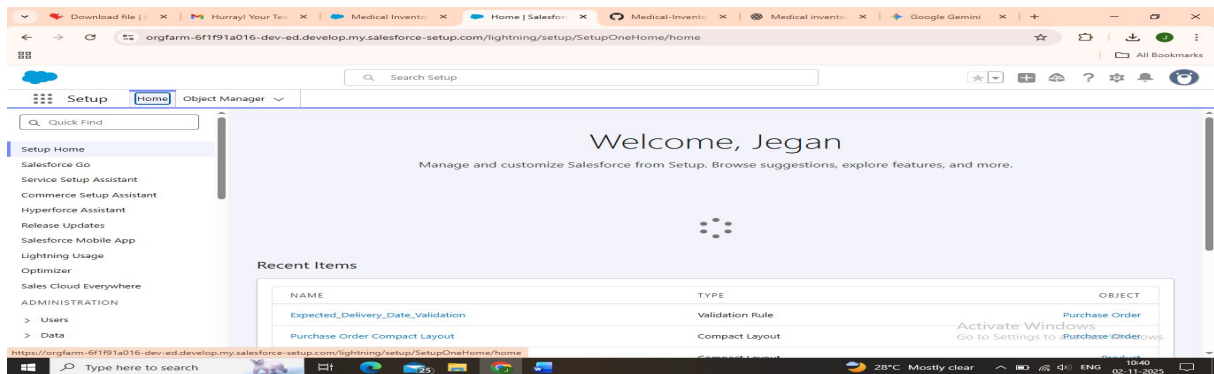 Download file | i
Hurray! Your Tea
Medical Invento
Home | Salesfor
Medical-Invento
Medical invento
Google Gemini
orgfarm-6f1f91a016-dev-ed.develop.my.salesforce-setup.com/lightning/setup/SetupOneHome/home
J
All Bookmarks
Search Setup
Setup Home Object Manager
Quick Find
Setup Home
Salesforce Go
Service Setup Assistant
Commerce Setup Assistant
Hyperforce Assistant
Release Updates
Salesforce Mobile App
Lightning Usage
Optimizer
Sales Cloud Everywhere
ADMINISTRATION
> Users
> Data
Welcome, Jegan
Manage and customize Salesforce from Setup. Browse suggestions, explore features, and more.
Recent Items
NAME TYPE OBJECT
Expected_Delivery_Date_Validation Validation Rule Purchase Order
Purchase Order Compact Layout Compact Layout Purchase Order
Compact Layout Product
Activate Windows
Go to Settings to activate Windows.
https://orgfarm-6f1f91a016-dev-ed.develop.my.salesforce-setup.com/lightning/setup/SetupOneHome/home
Type here to search
25
28°C Mostly clear
ENG
10:40
02-11-2025